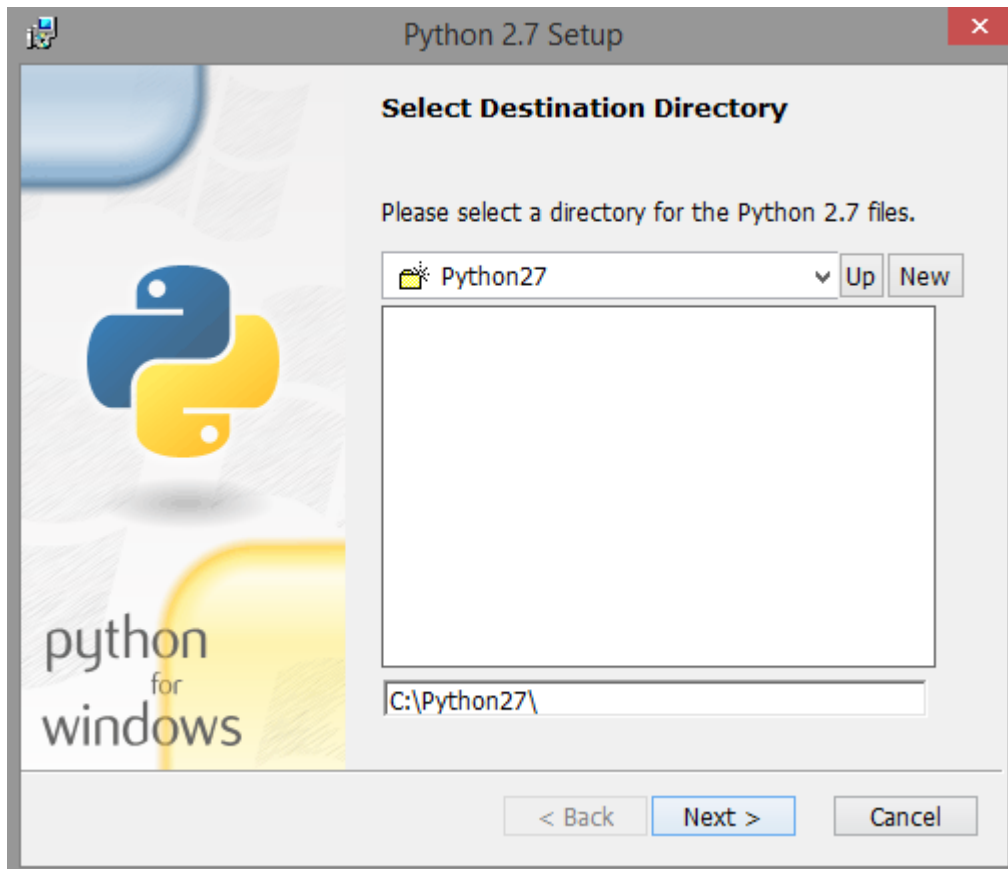 Python 2.7 Setup
Select Destination Directory
Please select a directory for the Python 2.7 files.
Python27
Up
New
C:\Python27\
python
for
windows
< Back
Next >
Cancel